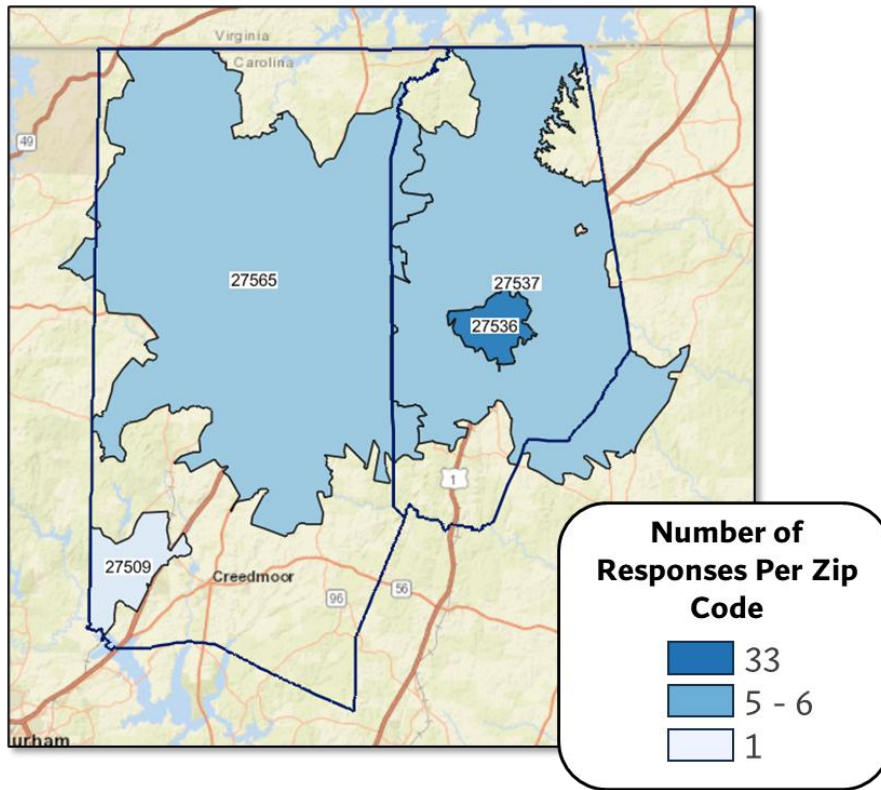 Virginia
Carolina
49
27565
27537
27536
1
27509
Creedmoor
96
56
urham
Number of
Responses Per Zip
Code
33
5 - 6
1